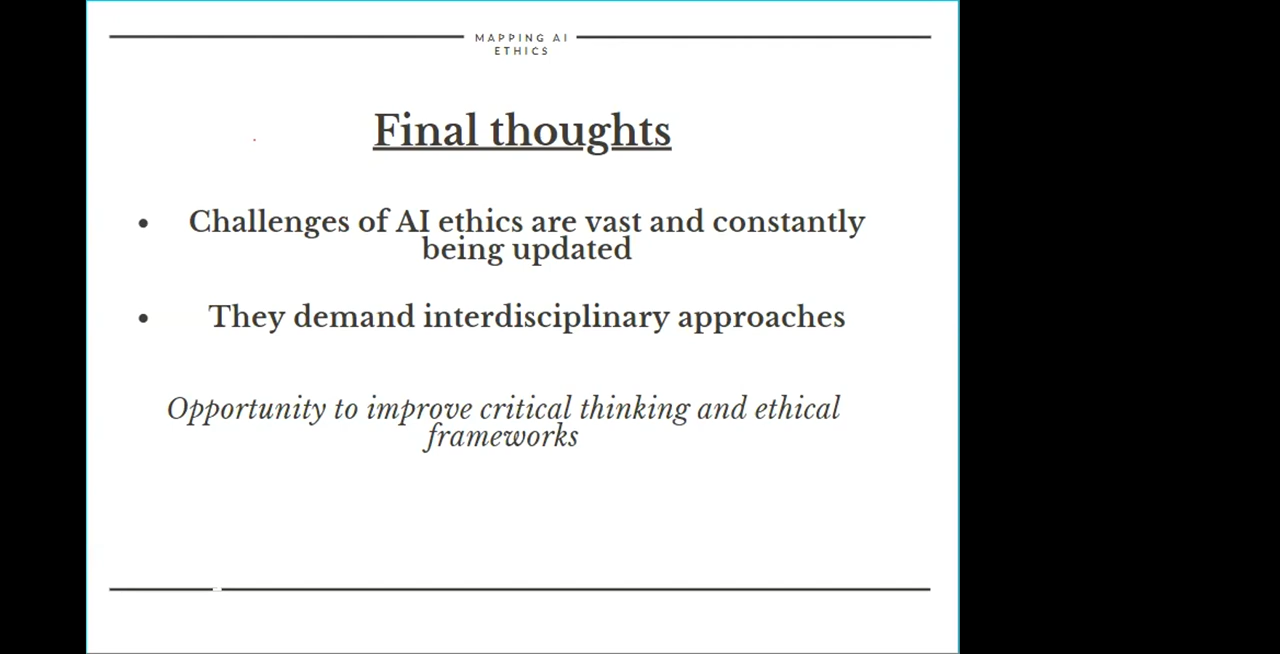 MAPPING AI
ETHICS
Final thoughts
• Challenges of AI ethics are vast and constantly
being updated
• They demand interdisciplinary approaches
Opportunity to improve critical thinking and ethical
frameworks